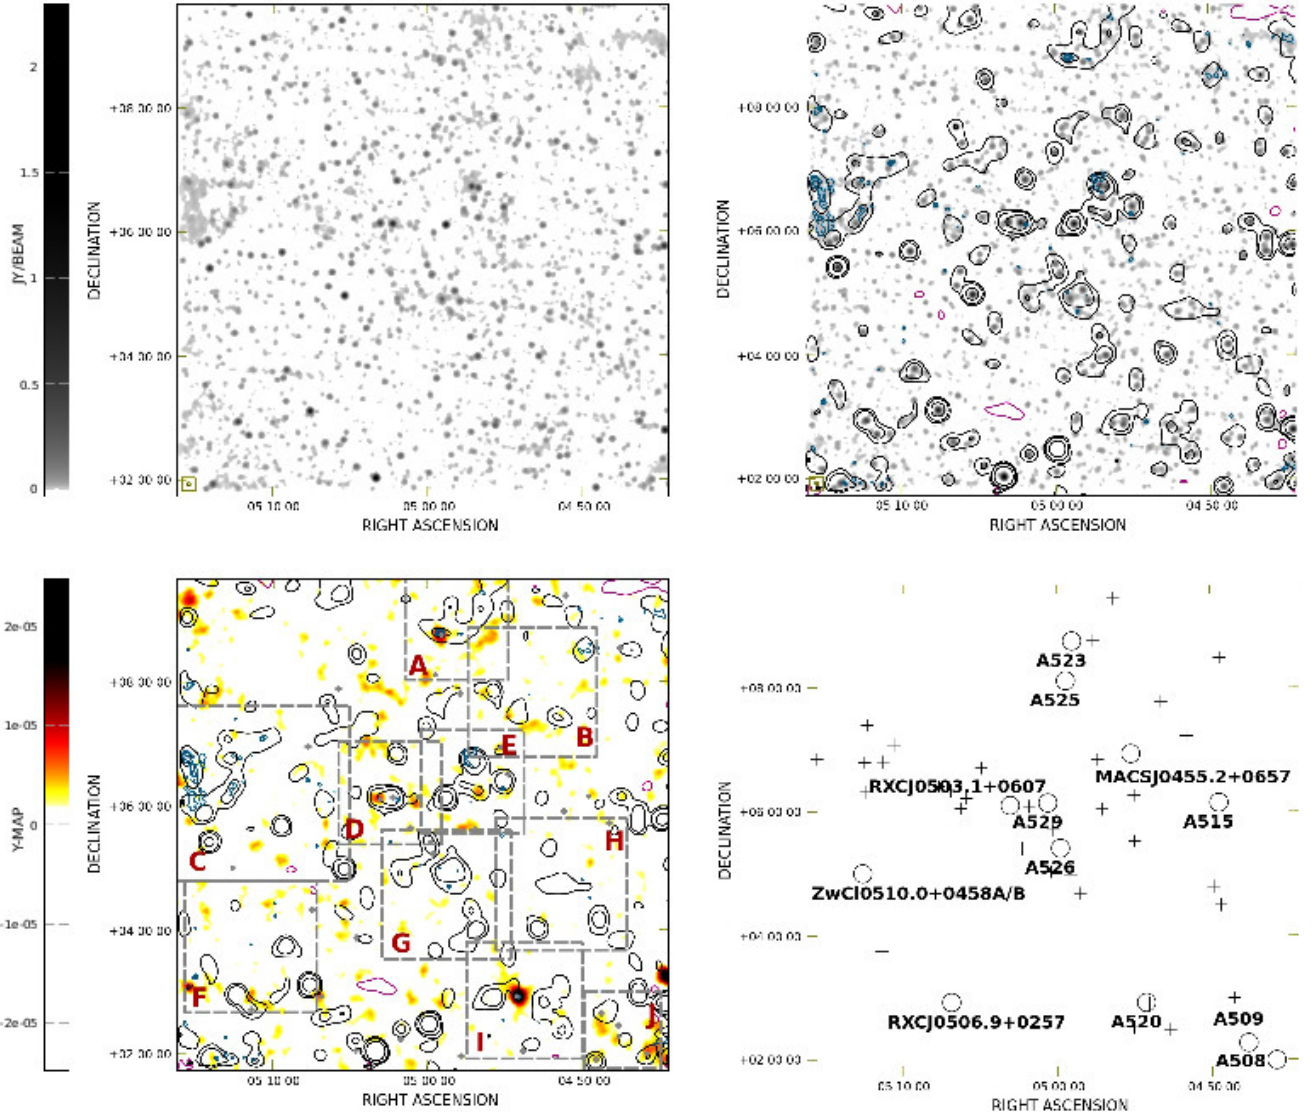 2
1.5
1
0.5
0
JY/BEAM
DECLINATION
+08 00 00
+06 00 00
+04 00 00
+02 00 00
05 10 00 05 00 00 04 50 00
RIGHT ASCENSION
DECLINATION
+08 00 00
+06 00 00
+04 00 00
+02 00 00
05 10 00 05 00 00 04 50 00
RIGHT ASCENSION
2e-05
1e-05
0
-1e-05
-2e-05
Y-MAP
DECLINATION
+08 00 00
+06 00 00
+04 00 00
+02 00 00
A
B
E
D
C
H
G
F
J
I
05 10 00 05 00 00 04 50 00
RIGHT ASCENSION
DECLINATION
+08 00 00
+06 00 00
+04 00 00
+02 00 00
A523
A525
MACSJ0455.2+0657
RXCJ0503.1+0607
A529
A515
A526
ZwCl0510.0+0458A/B
RXCJ0506.9+0257
A520
A509
A508
05 10 00 05 00 00 04 50 00
RIGHT ASCENSION